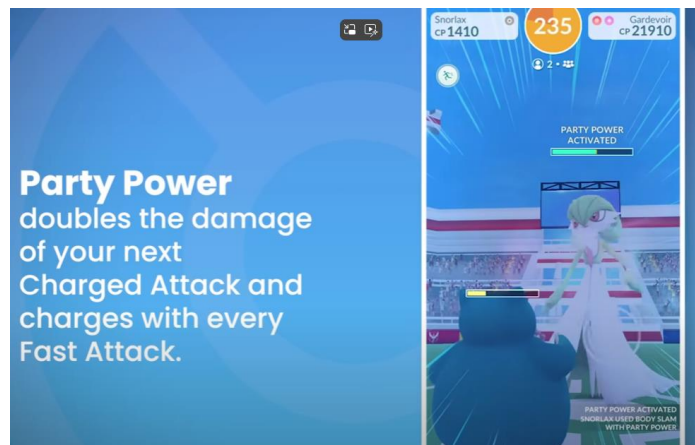 Party Power
doubles the damage
of your next
Charged Attack and
charges with every
Fast Attack.
Snorlax
CP1410
235
Gardevoir
CP21910
2 •
PARTY POWER
ACTIVATED
PARTY POWER ACTIVATED
SNORLAX USED BODY SLAM
WITH PARTY POWER